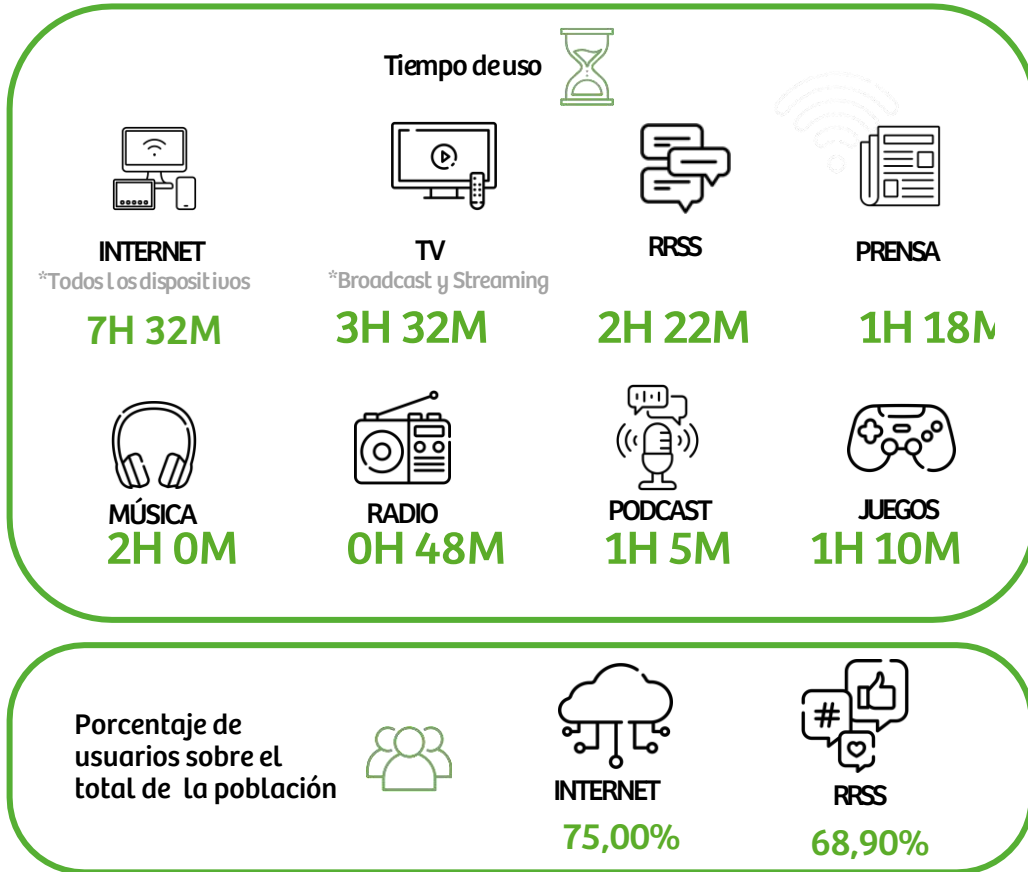 Tiempo de uso
INTERNET
*Todos los dispositivos
7H 32M
TV
*Broadcast y Streaming
3H 32M
RRSS
2H 22M
PRENSA
1H 18M
MÚSICA
2H 0M
RADIO
0H 48M
PODCAST
1H 5M
JUEGOS
1H 10M
Porcentaje de
usuarios sobre el
total de la población
INTERNET
75,00%
#
RRSS
68,90%